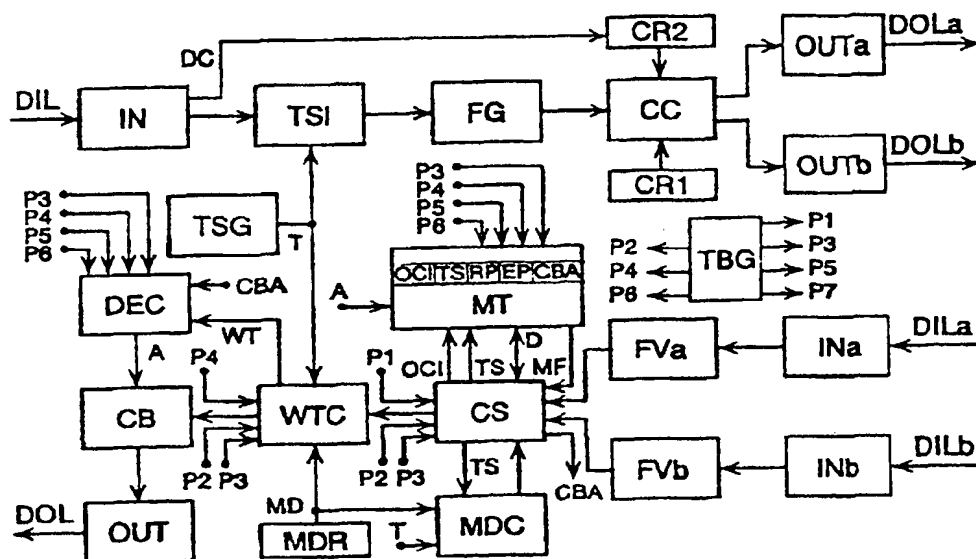 DOLa
CR2
DC
OUTa
DIL
IN
TSI
FG
CC
DOLb
CR1
OUTb
P3
P4
P5
P6
P3
P4
P5
P6
TSG
T
P1
P2
P3
TBG
P4
P5
P6
P7
OCI TS RP EP CBA
MT
A
DEC
CBA
WT
A
P4
P1
OCI
TS
D
MF
FVa
INa
DILa
CB
WTC
CS
P2
P3
P2
P3
TS
CBA
FVb
INb
DILb
DOL
OUT
MD
MDR
T
MDC